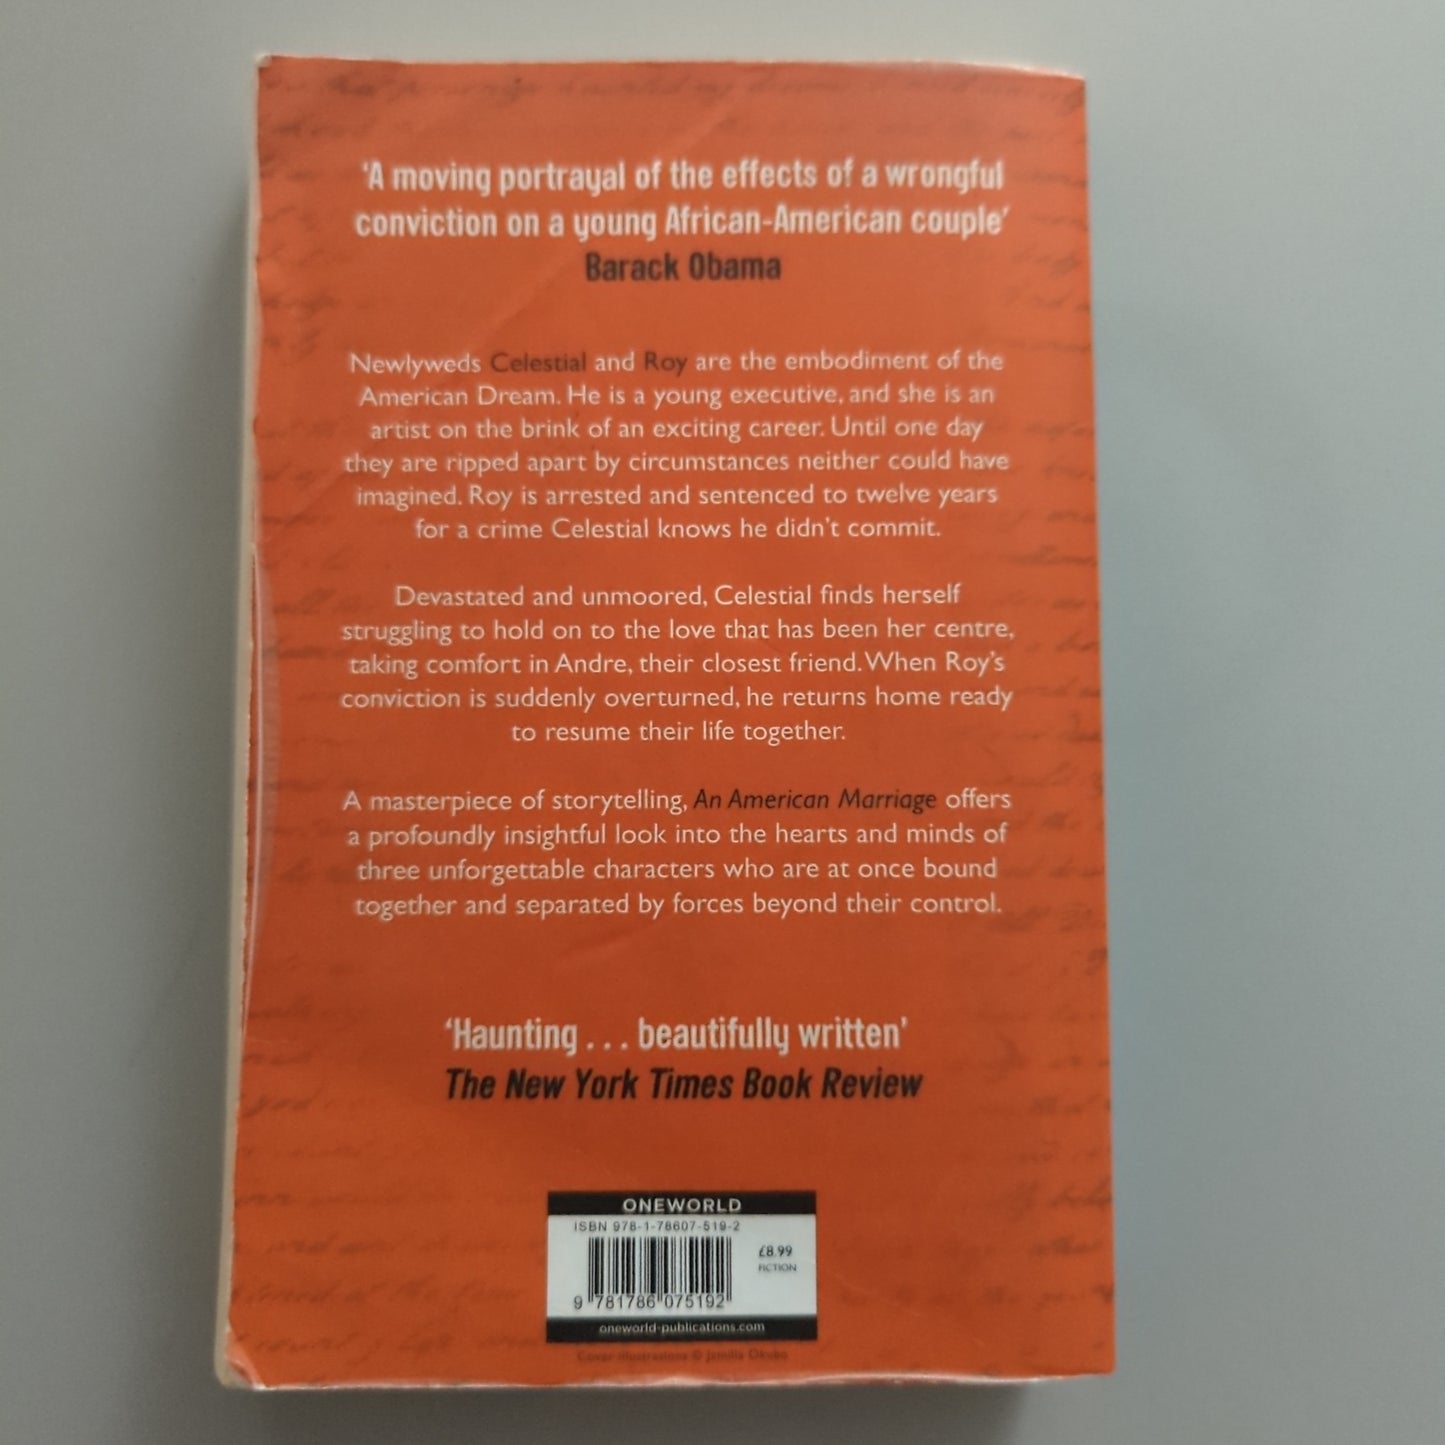 ‘A moving portrayal of the effects of a wrongful
conviction on a young African-American couple’
Barack Obama
Newlyweds Celestial and Roy are the embodiment of the
American Dream. He is a young executive, and she is an
artist on the brink of an exciting career. Until one day
they are ripped apart by circumstances neither could have
imagined. Roy is arrested and sentenced to twelve years
for a crime Celestial knows he didn’t commit.
Devastated and unmoored, Celestial finds herself
struggling to hold on to the love that has been her centre,
taking comfort in Andre, their closest friend. When Roy’s
conviction is suddenly overturned, he returns home ready
to resume their life together.
A masterpiece of storytelling, An American Marriage offers
a profoundly insightful look into the hearts and minds of
three unforgettable characters who are at once bound
together and separated by forces beyond their control.
‘Haunting . . . beautifully written’
The New York Times Book Review
ONEWORLD
ISBN 978-1-78607-519-2
£8.99
FICTION
9 781786 075192
oneworld-publications.com
Cover illustrations © Jamilla Okubo